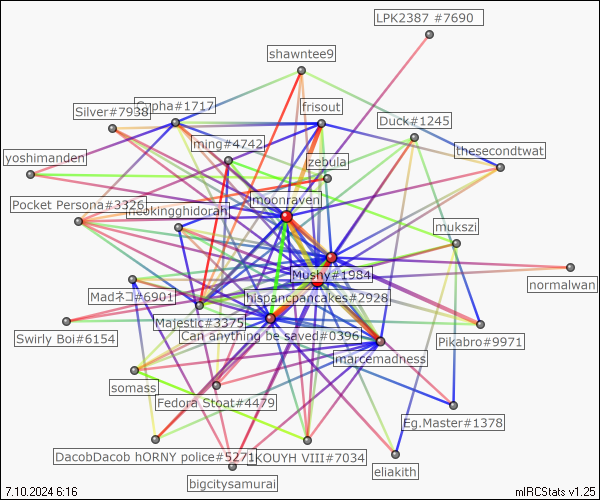 LPK2387 #7690
shawntee9
Silver#7938
Sypha#1717
frisout
Duck#1245
ming#4742
thesecondtwat
yoshimanden
zebula
moonraven
Pocket Persona#3326
neokingghidorah
mukszi
Mushy#1984
normalwan
Madネコ#6901
hispancpancakes#2928
Majestic#3375
Can anything be saved#0396
Swirly Boi#6154
Pikabro#9971
marcemadness
somass
Fedora Stoat#4479
Eg.Master#1378
DacobDacob hORNY police#5271
KOUYH VIII#7034
eliakith
bigcitysamurai
7.10.2024 6:16
mIRCStats v1.25